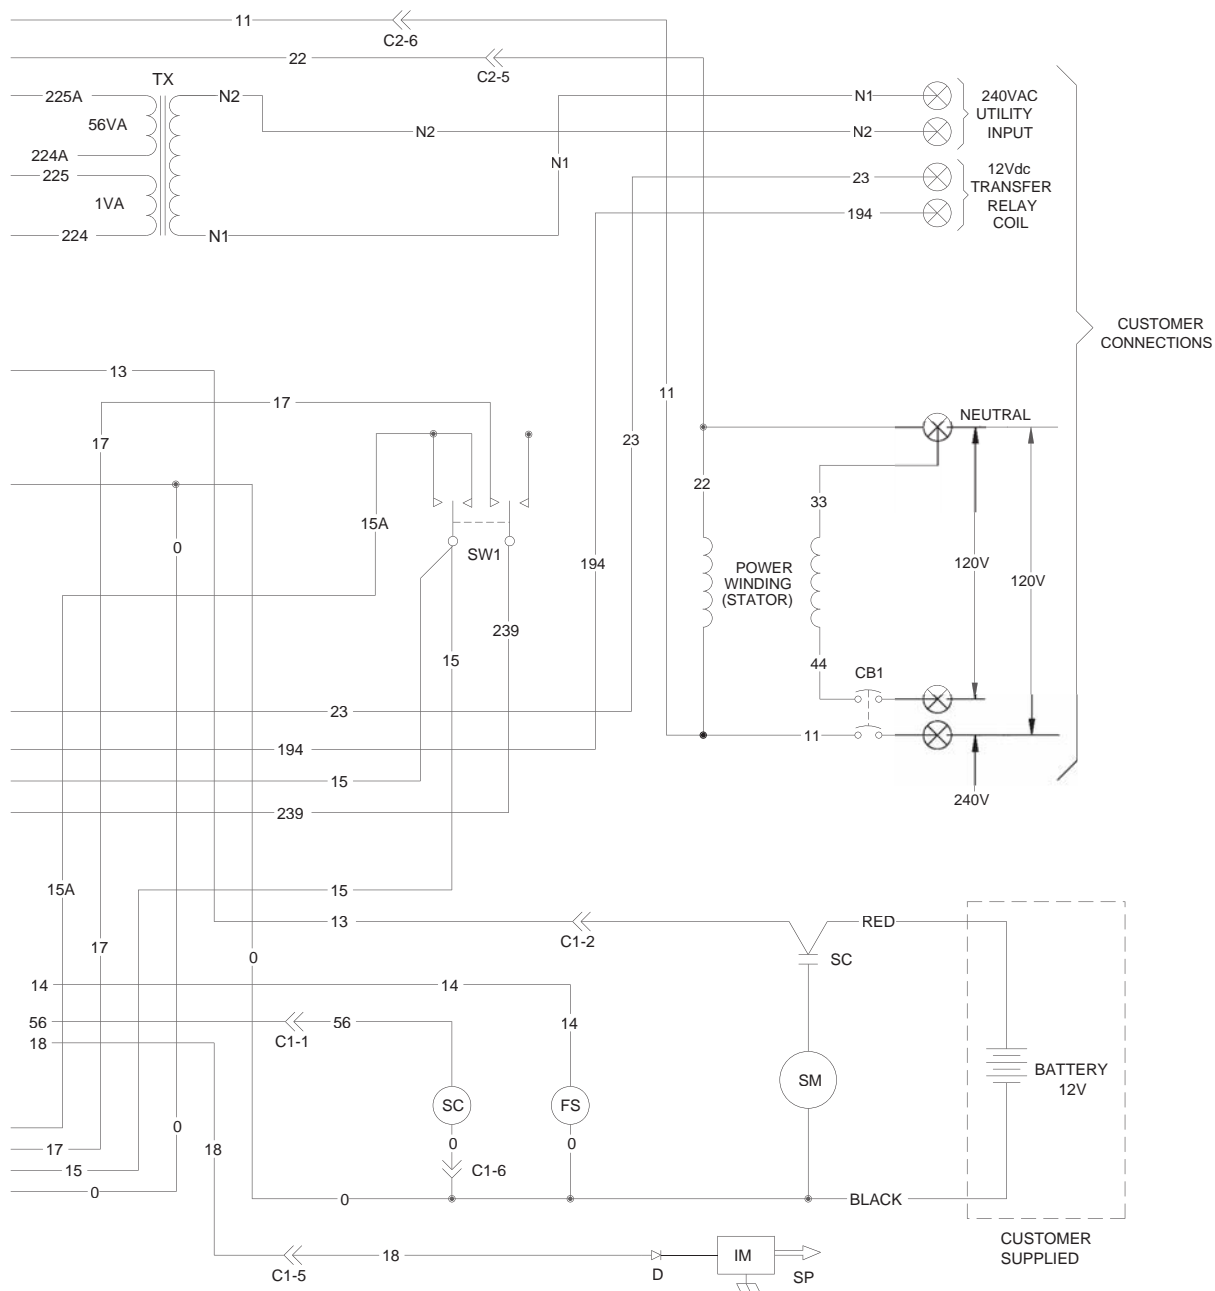 11
C2-6
22
C2-5
TX
225A
N2
N1
240VAC
UTILITY
INPUT
56VA
N2
N2
224A
N1
225
23
12Vdc
TRANSFER
RELAY
COIL
1VA
194
224
N1
CUSTOMER
CONNECTIONS
13
11
17
NEUTRAL
17
23
22
33
15A
0
SW1
194
POWER
WINDING
(STATOR)
120V
120V
239
15
44
CB1
23
11
194
15
240V
239
15A
15
13
C1-2
RED
17
0
SC
14
14
56
C1-1
56
14
18
BATTERY
12V
SM
SC
FS
0
18
0
0
17
15
C1-6
0
0
BLACK
CUSTOMER
SUPPLIED
C1-5
18
D
IM
SP